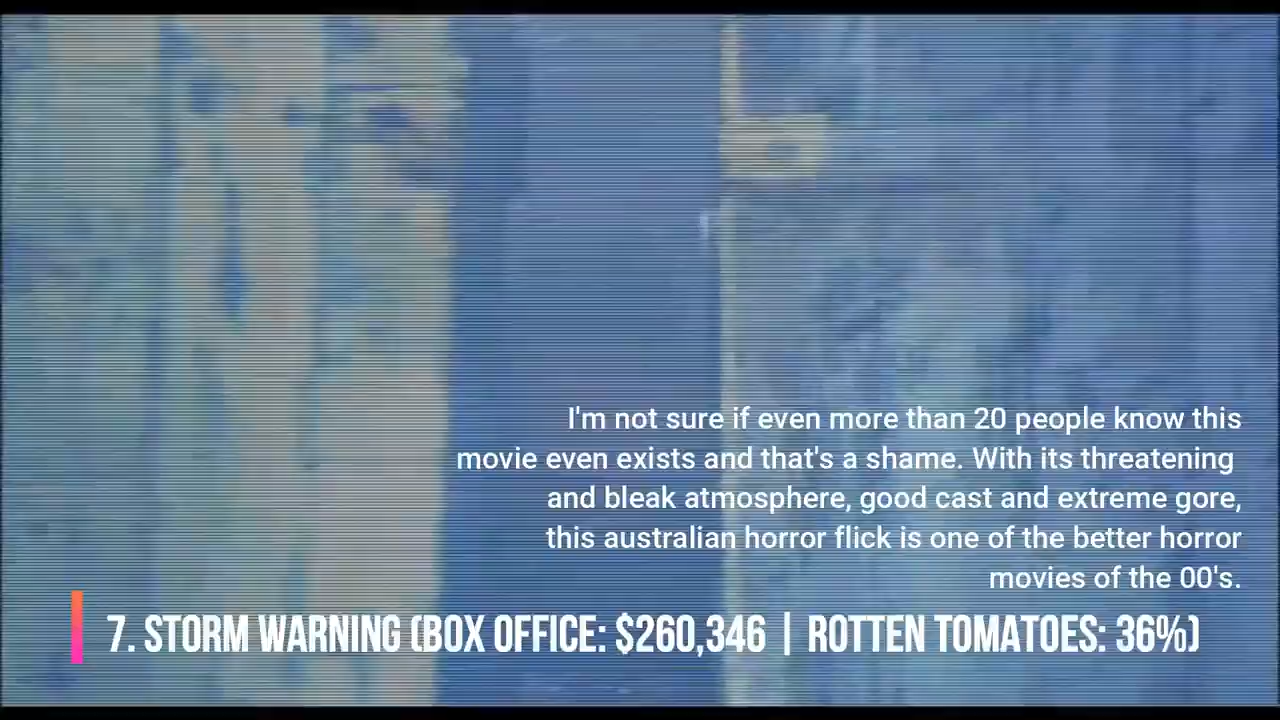 I'm not sure if even more than 20 people know this
movie even exists and that's a shame. With its threatening
and bleak atmosphere, good cast and extreme gore,
this australian horror flick is one of the better horror
movies of the 00's.
7. STORM WARNING (BOX OFFICE: $260,346 | ROTTEN TOMATOES: 36%)